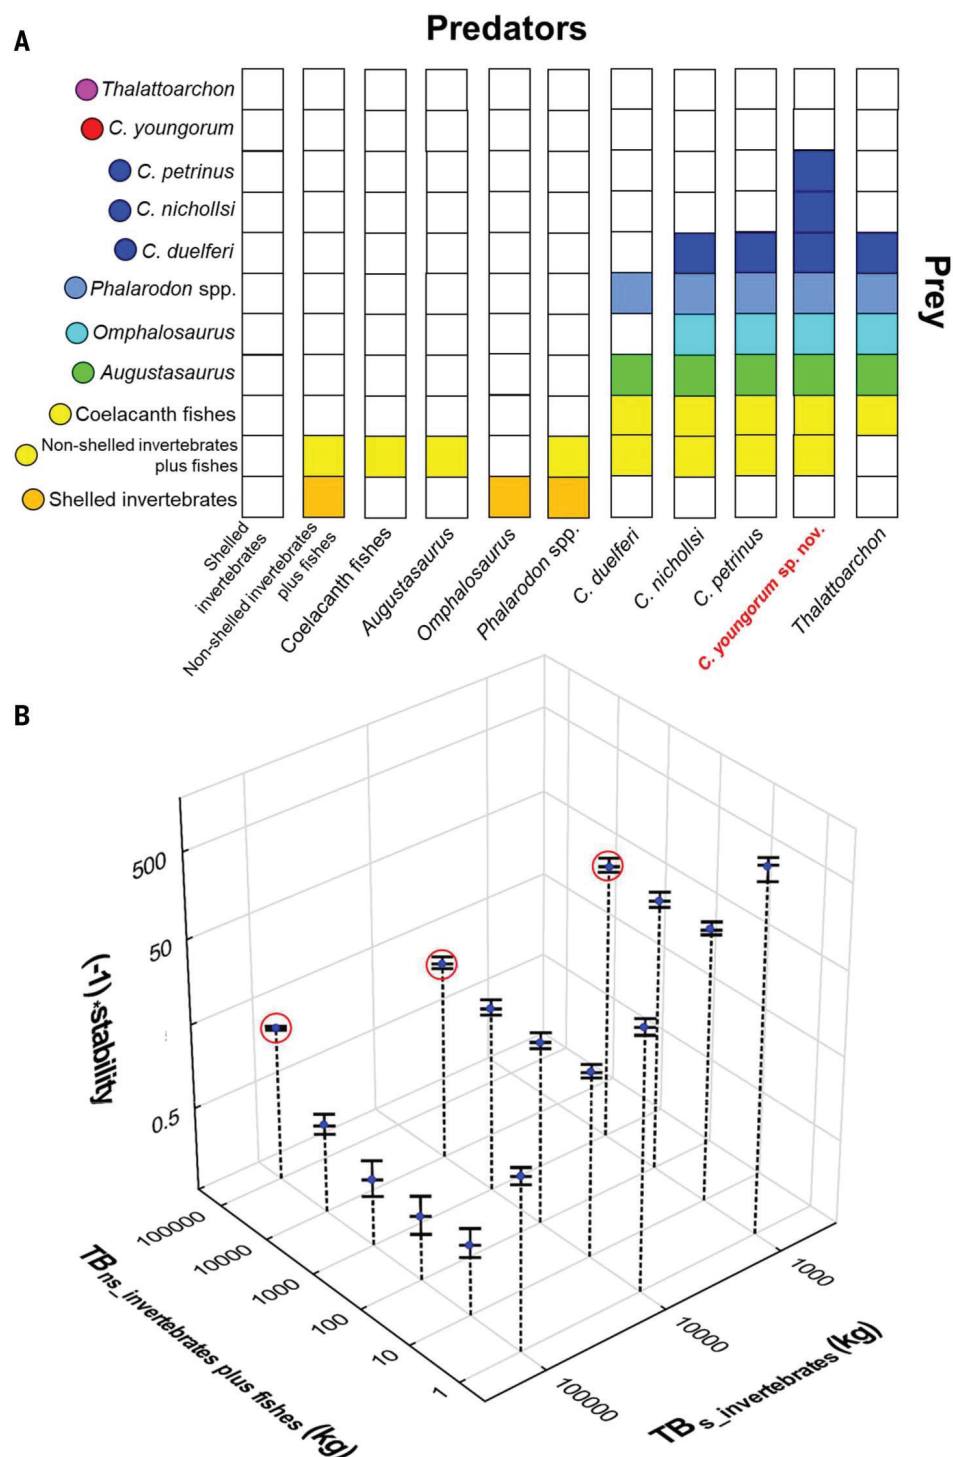 A
Predators
Thalattoarchon
C. youngorum
C. petrinus
C. nichollsi
C. duelferi
Phalarodon spp.
Omphalosaurus
Augustasaurus
Coelacanth fishes
Non-shelled invertebrates
plus fishes
Shelled invertebrates
Prey
Shelled
invertebrates
Non-shelled invertebrates
plus fishes
Coelacanth fishes
Augustasaurus
Omphalosaurus
Phalarodon spp.
C. duelferi
C. nichollsi
C. petrinus
C. youngorum sp. nov.
Thalattoarchon
B
500
50
0.5
(-1)*stability
100000
10000
1000
100
10
1
TBns_invertebrates plus fishes (kg)
1000
10000
100000
TB s_invertebrates (kg)